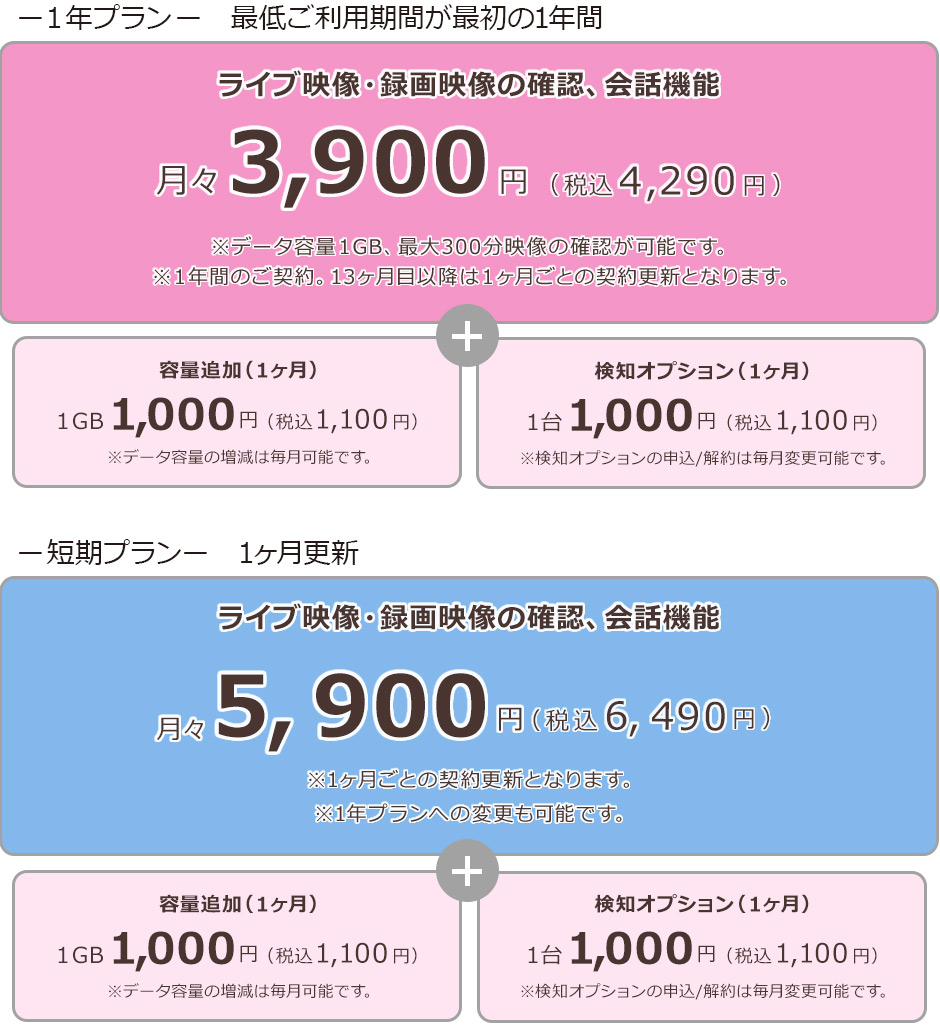 －1年プラン－　最低ご利用期間が最初の1年間
ライブ映像・録画映像の確認、会話機能
月々 3,900 円 （税込 4,290 円）
※データ容量1GB、最大300分映像の確認が可能です。
※1年間のご契約。13ヶ月目以降は1ヶ月ごとの契約更新となります。
+
容量追加（1ヶ月）
1GB 1,000 円（税込 1,100 円）
※データ容量の増減は毎月可能です。
検知オプション（1ヶ月）
1台 1,000 円（税込 1,100 円）
※検知オプションの申込/解約は毎月変更可能です。
－短期プラン－　1ヶ月更新
ライブ映像・録画映像の確認、会話機能
月々 5,900 円（税込 6,490 円）
※1ヶ月ごとの契約更新となります。
※1年プランへの変更も可能です。
+
容量追加（1ヶ月）
1GB 1,000 円（税込 1,100 円）
※データ容量の増減は毎月可能です。
検知オプション（1ヶ月）
1台 1,000 円（税込 1,100 円）
※検知オプションの申込/解約は毎月変更可能です。